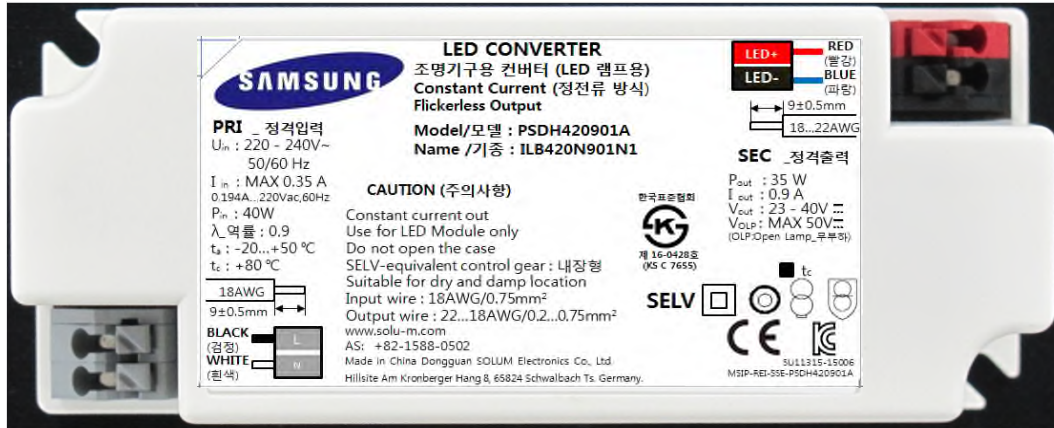 SAMSUNG
LED CONVERTER
조명기구용 컨버터 (LED 램프용)
Constant Current (정전류 방식)
Flickerless Output
Model/모델 : PSDH420901A
Name /기종 : ILB420N901N1
PRI _ 정격입력
Uin : 220 - 240V~
50/60 Hz
I in : MAX 0.35 A
0.194A...220Vac,60Hz
Pin : 40W
λ_역률 : 0.9
ta : -20...+50 ℃
tc : +80 ℃
18AWG
9±0.5mm
BLACK
(검정)
L
WHITE
(흰색)
N
CAUTION (주의사항)
Constant current out
Use for LED Module only
Do not open the case
SELV-equivalent control gear : 내장형
Suitable for dry and damp location
Input wire : 18AWG/0.75mm²
Output wire : 22...18AWG/0.2...0.75mm²
www.solu-m.com
AS: +82-1588-0502
Made in China Dongguan SOLUM Electronics Co., Ltd.
Hillsite Am Kronberger Hang 8, 65824 Schwalbach Ts. Germany.
한국표준협회
제 16-0428호
(KS C 7655)
LED+
RED
(빨강)
LED-
BLUE
(파랑)
9±0.5mm
18...22AWG
SEC _정격출력
Pout : 35 W
I out : 0.9 A
Vout : 23 - 40V
VOLP : MAX 50V
(OLP:Open Lamp_무부하)
tc
SELV
CE
SU11315-15006
MSIP-REI-SSE-PSDH420901A